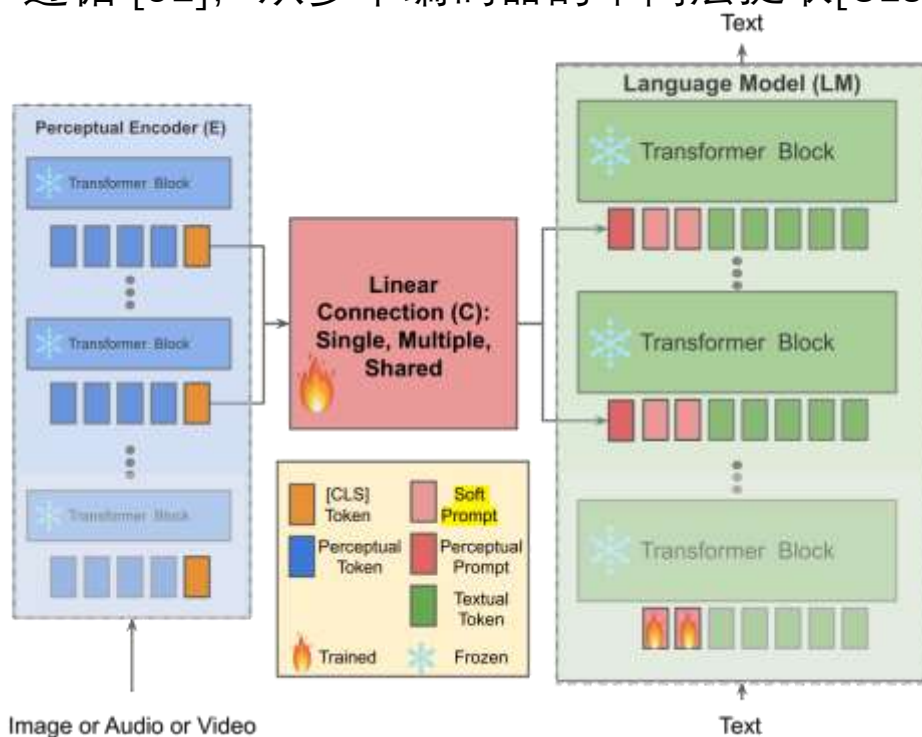 Text
Language Model (LM)
Transformer Block
Transformer Block
Transformer Block
Text
Perceptual Encoder (E)
Transformer Block
Transformer Block
Transformer Block
Image or Audio or Video
Linear
Connection (C):
Single, Multiple,
Shared
[CLS]
Token
Soft
Prompt
Perceptual
Token
Perceptual
Prompt
Textual
Token
Trained
Frozen